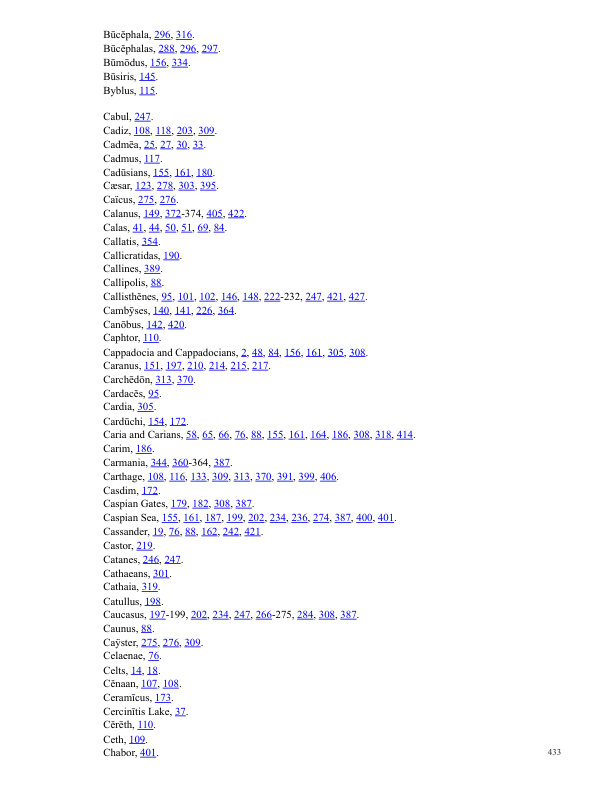 Būcĕphala, 296, 316.
Būcĕphalas, 288, 296, 297.
Būmōdus, 156, 334.
Būsiris, 145.
Byblus, 115.
Cabul, 247.
Cadiz, 108, 118, 203, 309.
Cadmēa, 25, 27, 30, 33.
Cadmus, 117.
Cadūsians, 155, 161, 180.
Cæsar, 123, 278, 303, 395.
Caïcus, 275, 276.
Calanus, 149, 372-374, 405, 422.
Calas, 41, 44, 50, 51, 69, 84.
Callatis, 354.
Callicratidas, 190.
Callines, 389.
Callipolis, 88.
Callisthĕnes, 95, 101, 102, 146, 148, 222-232, 247, 421, 427.
Cambȳses, 140, 141, 226, 364.
Canōbus, 142, 420.
Caphtor, 110.
Cappadocia and Cappadocians, 2, 48, 84, 156, 161, 305, 308.
Caranus, 151, 197, 210, 214, 215, 217.
Carchēdōn, 313, 370.
Cardacēs, 95.
Cardia, 305.
Cardūchi, 154, 172.
Caria and Carians, 58, 65, 66, 76, 88, 155, 161, 164, 186, 308, 318, 414.
Carim, 186.
Carmania, 344, 360-364, 387.
Carthage, 108, 116, 133, 309, 313, 370, 391, 399, 406.
Casdim, 172.
Caspian Gates, 179, 182, 308, 387.
Caspian Sea, 155, 161, 187, 199, 202, 234, 236, 274, 387, 400, 401.
Cassander, 19, 76, 88, 162, 242, 421.
Castor, 219.
Catanes, 246, 247.
Cathaeans, 301.
Cathaia, 319.
Catullus, 198.
Caucasus, 197-199, 202, 234, 247, 266-275, 284, 308, 387.
Caunus, 88.
Caÿster, 275, 276, 309.
Celaenae, 76.
Celts, 14, 18.
Cēnaan, 107, 108.
Ceramīcus, 173.
Cercinītis Lake, 37.
Cĕrēth, 110.
Ceth, 109.
Chabor, 401.
433